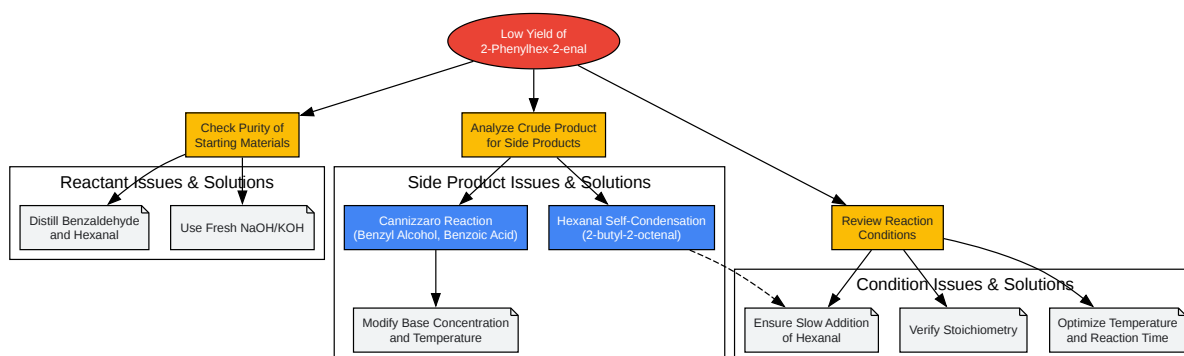 Low Yield of
2-Phenylhex-2-enal
Check Purity of
Starting Materials
Analyze Crude Product
for Side Products
Reactant Issues & Solutions
Side Product Issues & Solutions
Distill Benzaldehyde
and Hexanal
Use Fresh NaOH/KOH
Cannizzaro Reaction
(Benzyl Alcohol, Benzoic Acid)
Hexanal Self-Condensation
(2-butyl-2-octenal)
Review Reaction
Conditions
Condition Issues & Solutions
Modify Base Concentration
and Temperature
Ensure Slow Addition
of Hexanal
Verify Stoichiometry
Optimize Temperature
and Reaction Time